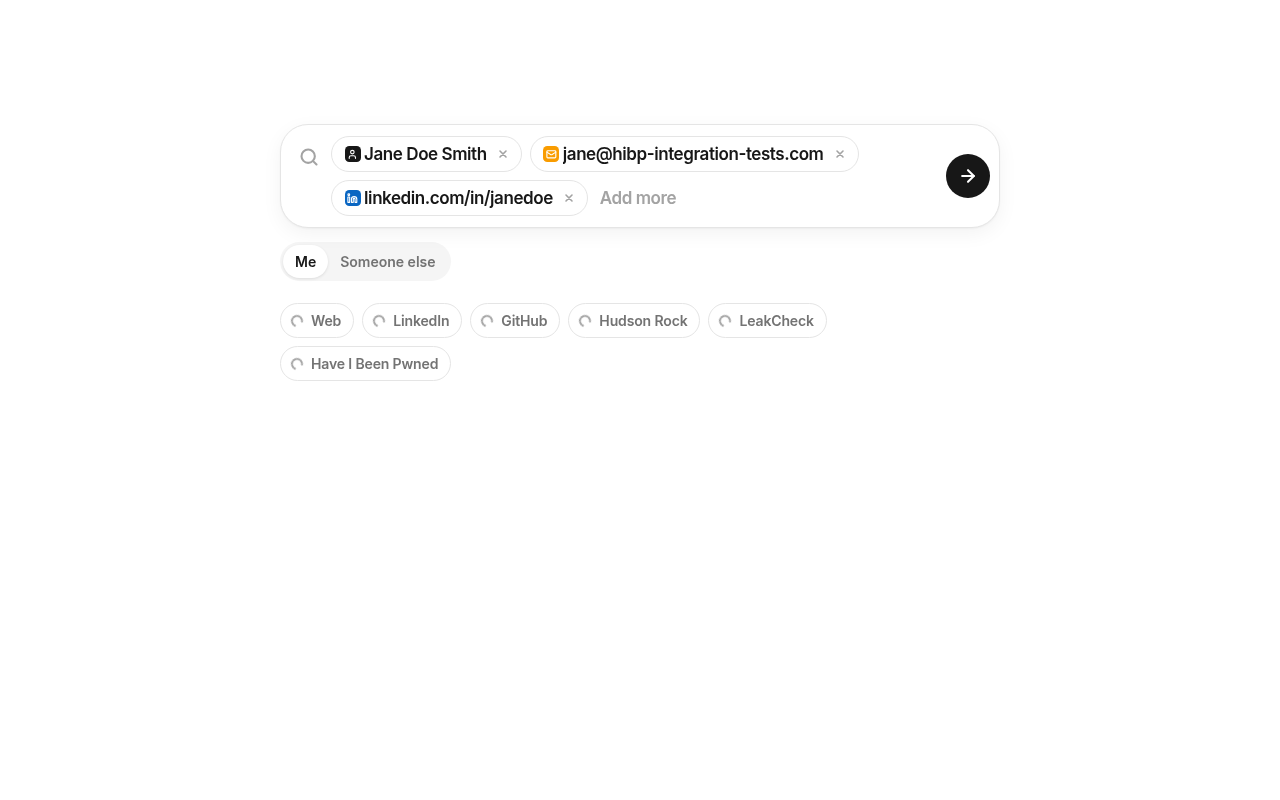 Jane Doe Smith jane@hibp-integration-tests.com
linkedin.com/in/janedoe Add more
Me Someone else
Web LinkedIn GitHub Hudson Rock LeakCheck
Have I Been Pwned